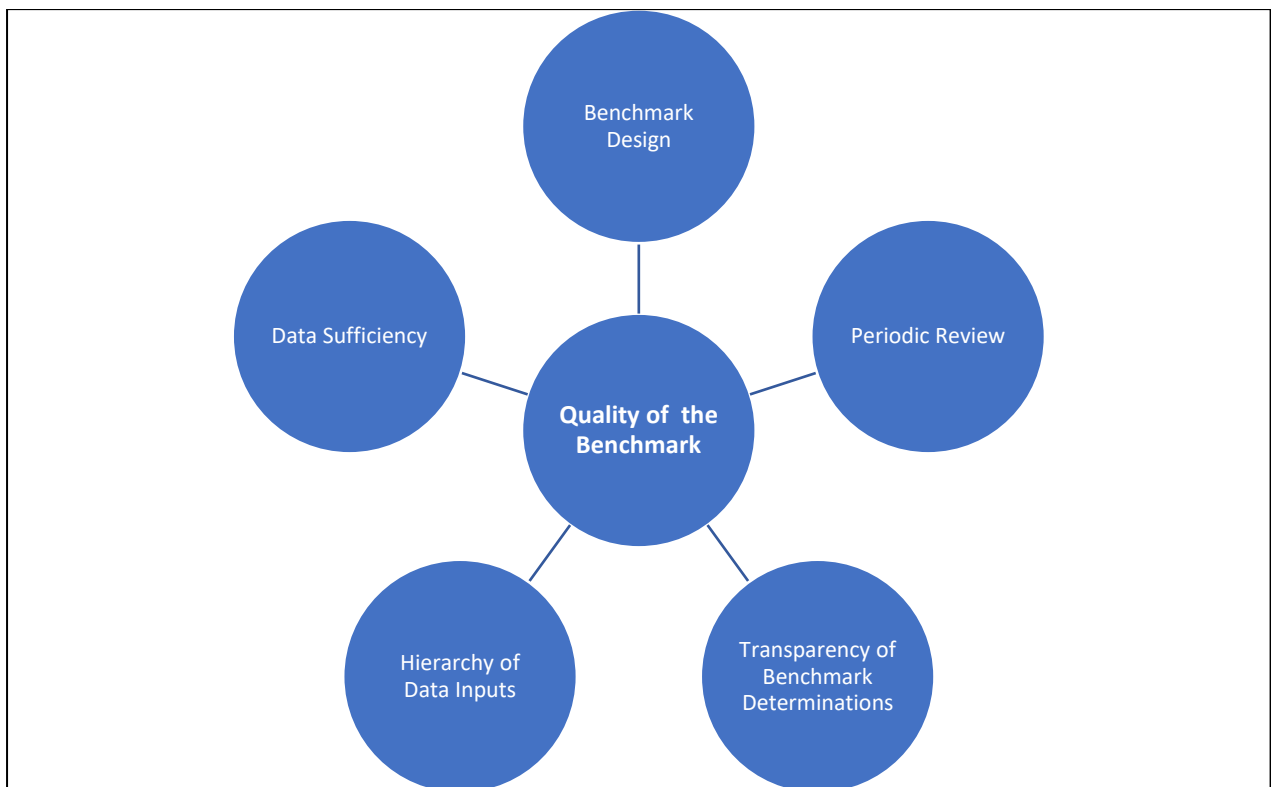 Benchmark
Design
Data Sufficiency
Periodic Review
Quality of  the
Benchmark
Hierarchy of
Data Inputs
Transparency of
Benchmark
Determinations